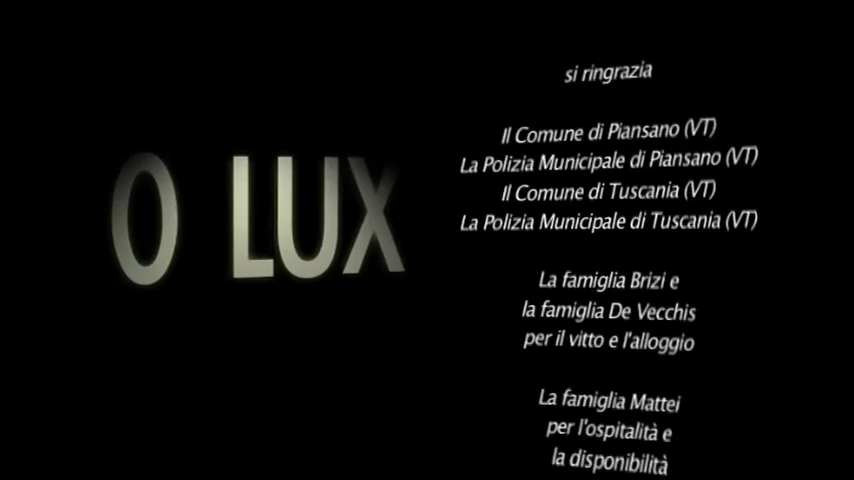 O LUX
si ringrazia
Il Comune di Piansano (VT)
La Polizia Municipale di Piansano (VT)
Il Comune di Tuscania (VT)
La Polizia Municipale di Tuscania (VT)
La famiglia Brizi e
la famiglia De Vecchis
per il vitto e l'alloggio
La famiglia Mattei
per l'ospitalità e
la disponibilità